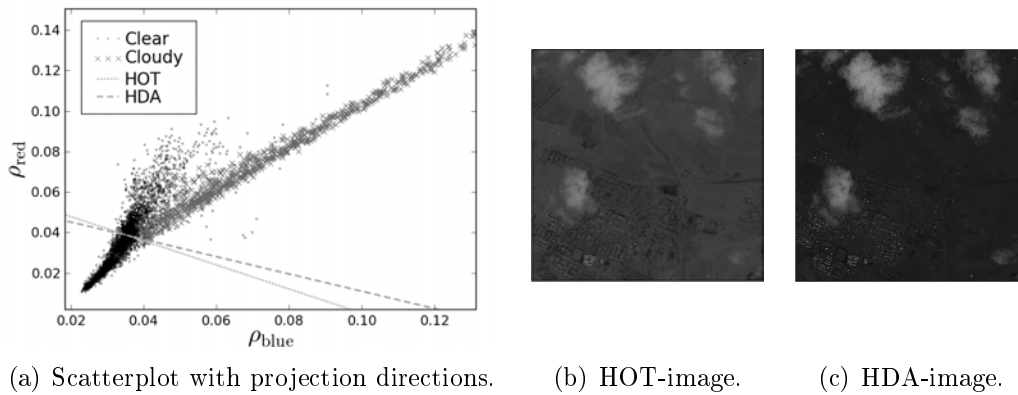 0.14
0.12
0.10
0.08
0.06
0.04
0.02
ρred
Clear
Cloudy
HOT
HDA
0.02 0.04 0.06 0.08 0.10 0.12
ρblue
(a) Scatterplot with projection directions.
(b) HOT-image.
(c) HDA-image.